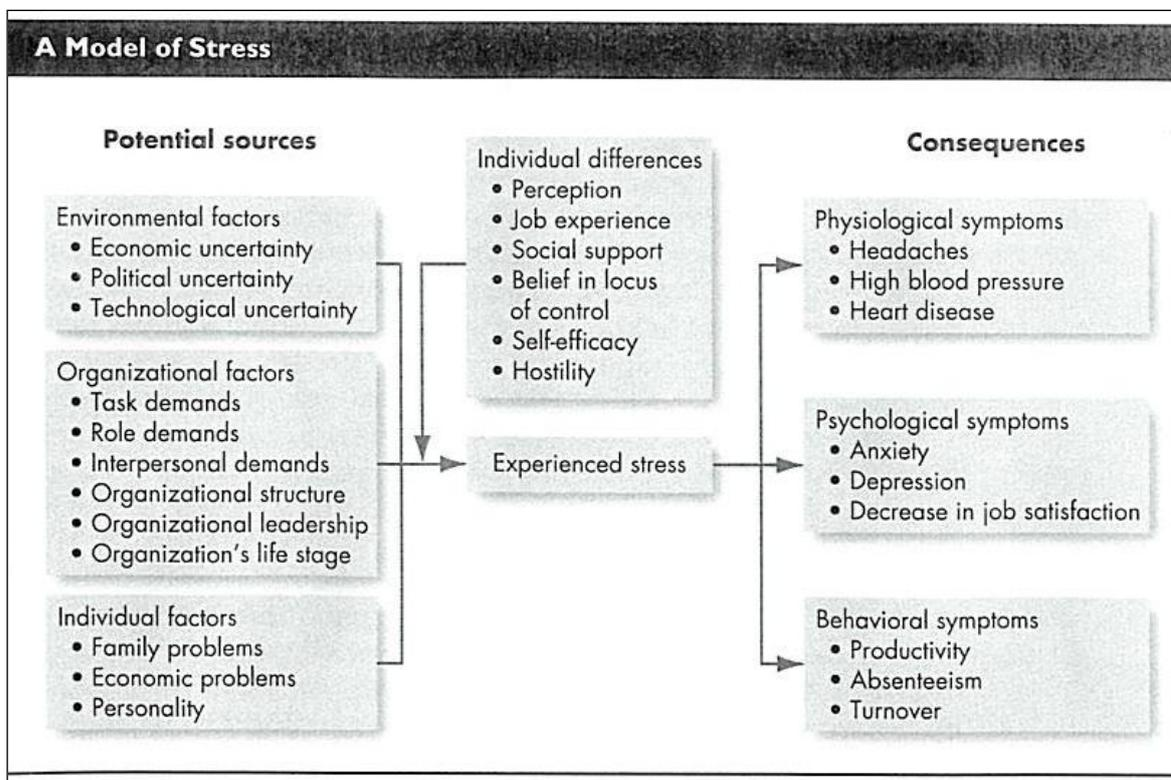 A Model of Stress
Potential sources
Environmental factors
• Economic uncertainty
• Political uncertainty
• Technological uncertainty
Organizational factors
• Task demands
• Role demands
• Interpersonal demands
• Organizational structure
• Organizational leadership
• Organization's life stage
Individual factors
• Family problems
• Economic problems
• Personality
Individual differences
• Perception
• Job experience
• Social support
• Belief in locus
of control
• Self-efficacy
• Hostility
Experienced stress
Consequences
Physiological symptoms
• Headaches
• High blood pressure
• Heart disease
Psychological symptoms
• Anxiety
• Depression
• Decrease in job satisfaction
Behavioral symptoms
• Productivity
• Absenteeism
• Turnover